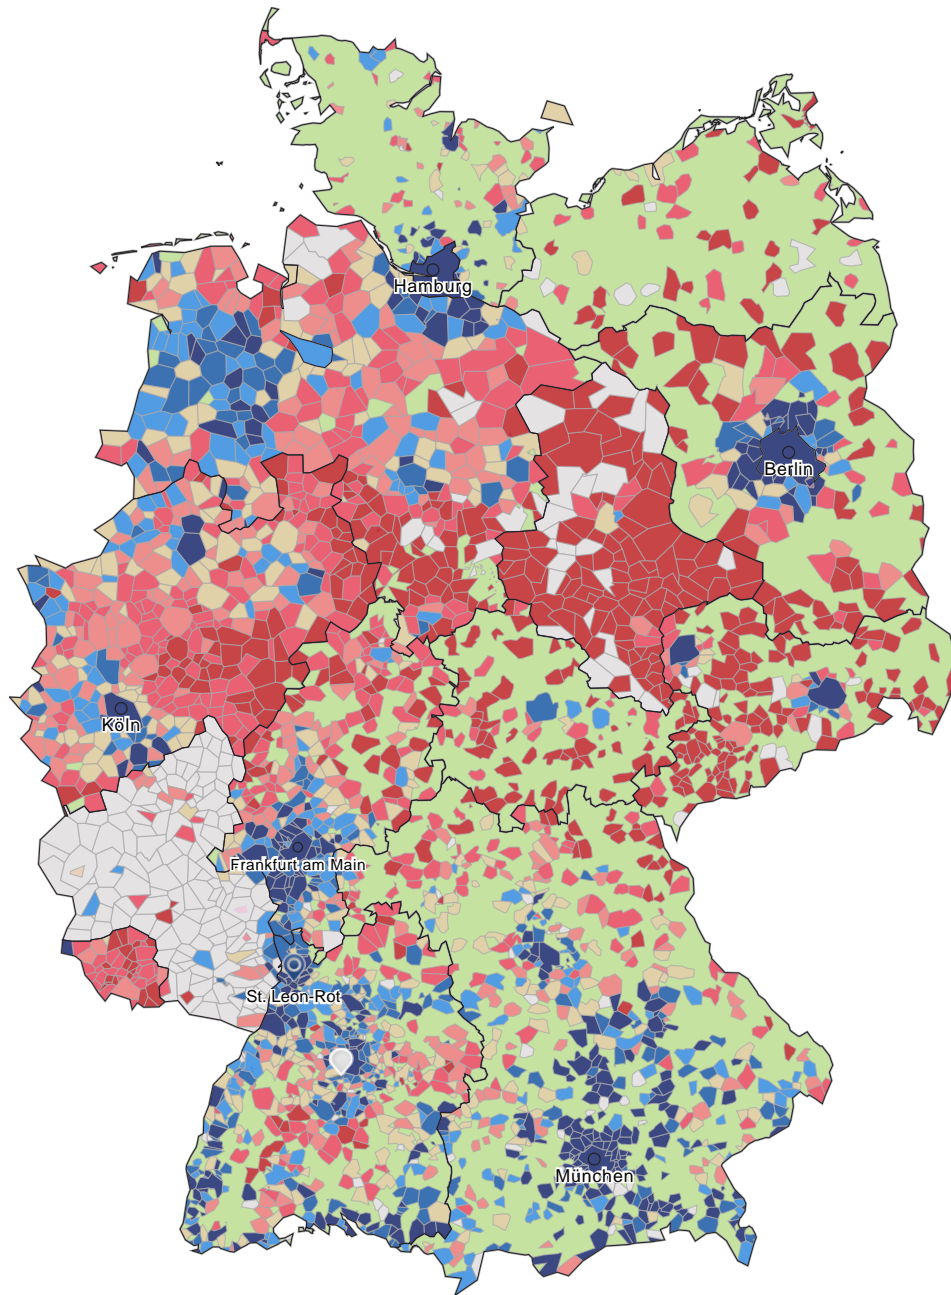 Hamburg
Berlin
Köln
Frankfurt am Main
St. Leon-Rot
München